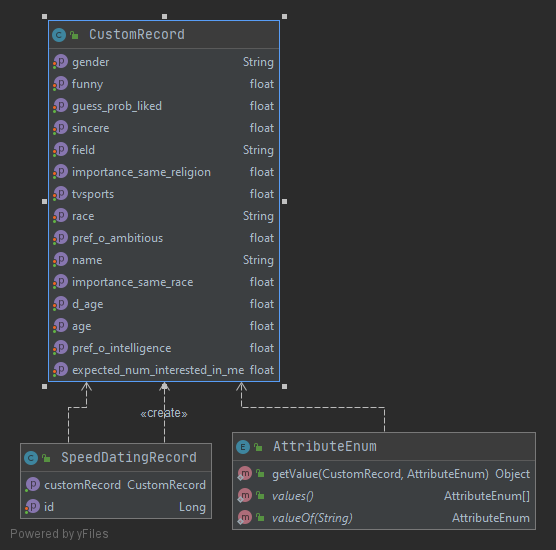 CustomRecord
gender String
funny float
guess_prob_liked float
sincere float
field String
importance_same_religion float
tvsports float
race String
pref_o_ambitious float
name String
importance_same_race float
d_age float
age float
pref_o_intelligence float
expected_num_interested_in_me float
«create»
SpeedDatingRecord
customRecord CustomRecord
id Long
AttributeEnum
getValue(CustomRecord, AttributeEnum) Object
values() AttributeEnum[]
valueOf(String) AttributeEnum
Powered by yFiles